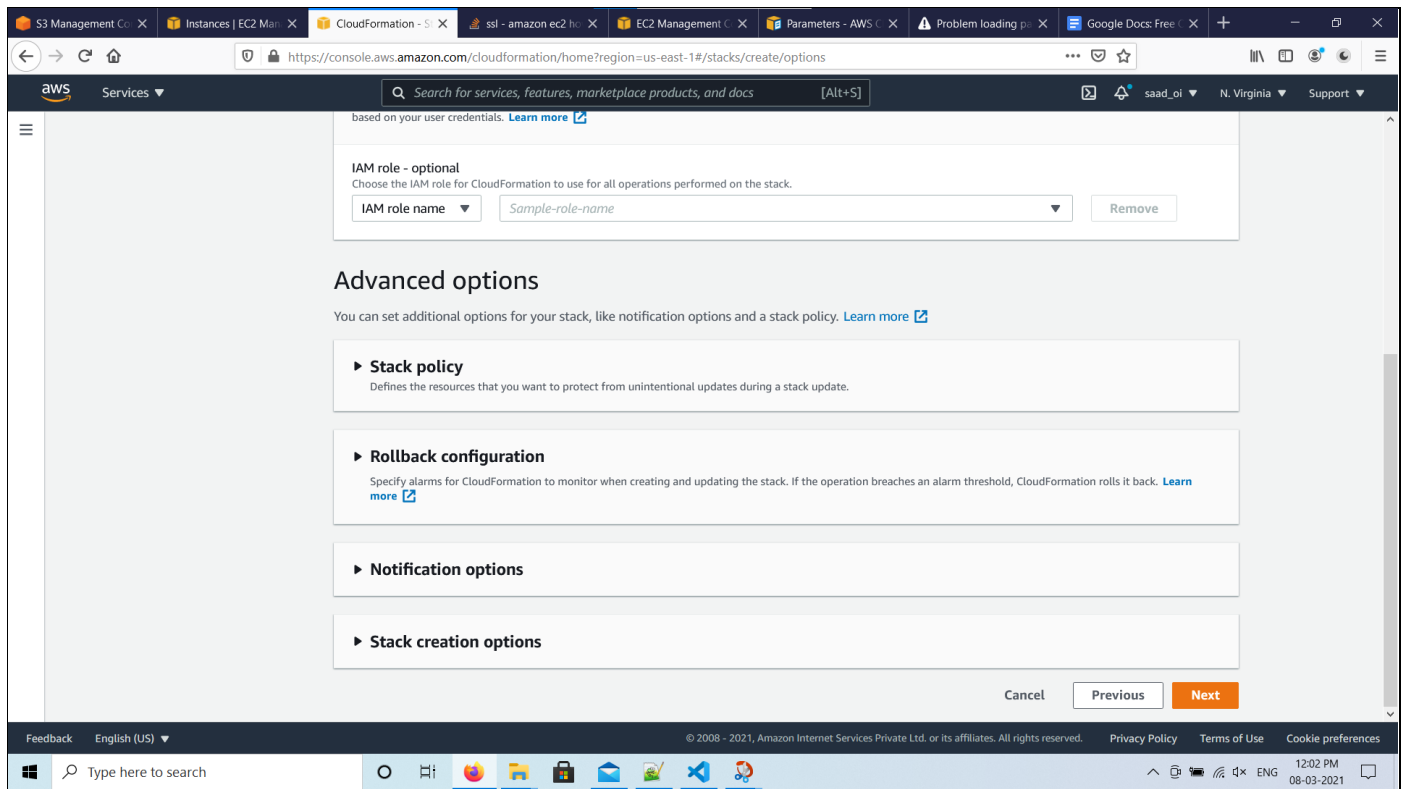 S3 Management Co
Instances | EC2 Man
CloudFormation - S
ssl - amazon ec2 ho
EC2 Management C
Parameters - AWS C
Problem loading pa
Google Docs: Free C
https://console.aws.amazon.com/cloudformation/home?region=us-east-1#/stacks/create/options
aws
Services
Search for services, features, marketplace products, and docs
[Alt+S]
saad_oi
N. Virginia
Support
based on your user credentials. Learn more
IAM role - optional
Choose the IAM role for CloudFormation to use for all operations performed on the stack.
IAM role name
Sample-role-name
Remove
Advanced options
You can set additional options for your stack, like notification options and a stack policy. Learn more
Stack policy
Defines the resources that you want to protect from unintentional updates during a stack update.
Rollback configuration
Specify alarms for CloudFormation to monitor when creating and updating the stack. If the operation breaches an alarm threshold, CloudFormation rolls it back. Learn
more
Notification options
Stack creation options
Cancel
Previous
Next
Feedback
English (US)
© 2008 - 2021, Amazon Internet Services Private Ltd. or its affiliates. All rights reserved.
Privacy Policy
Terms of Use
Cookie preferences
Type here to search
ENG
12:02 PM
08-03-2021